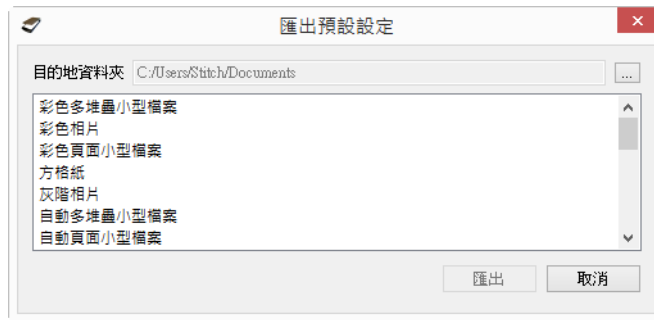 匯出預設設定
目的地資料夾 C:/Users/Stitch/Documents ...
彩色多堆疊小型檔案
彩色相片
彩色頁面小型檔案
方格紙
灰階相片
自動多堆疊小型檔案
自動頁面小型檔案
匯出 取消